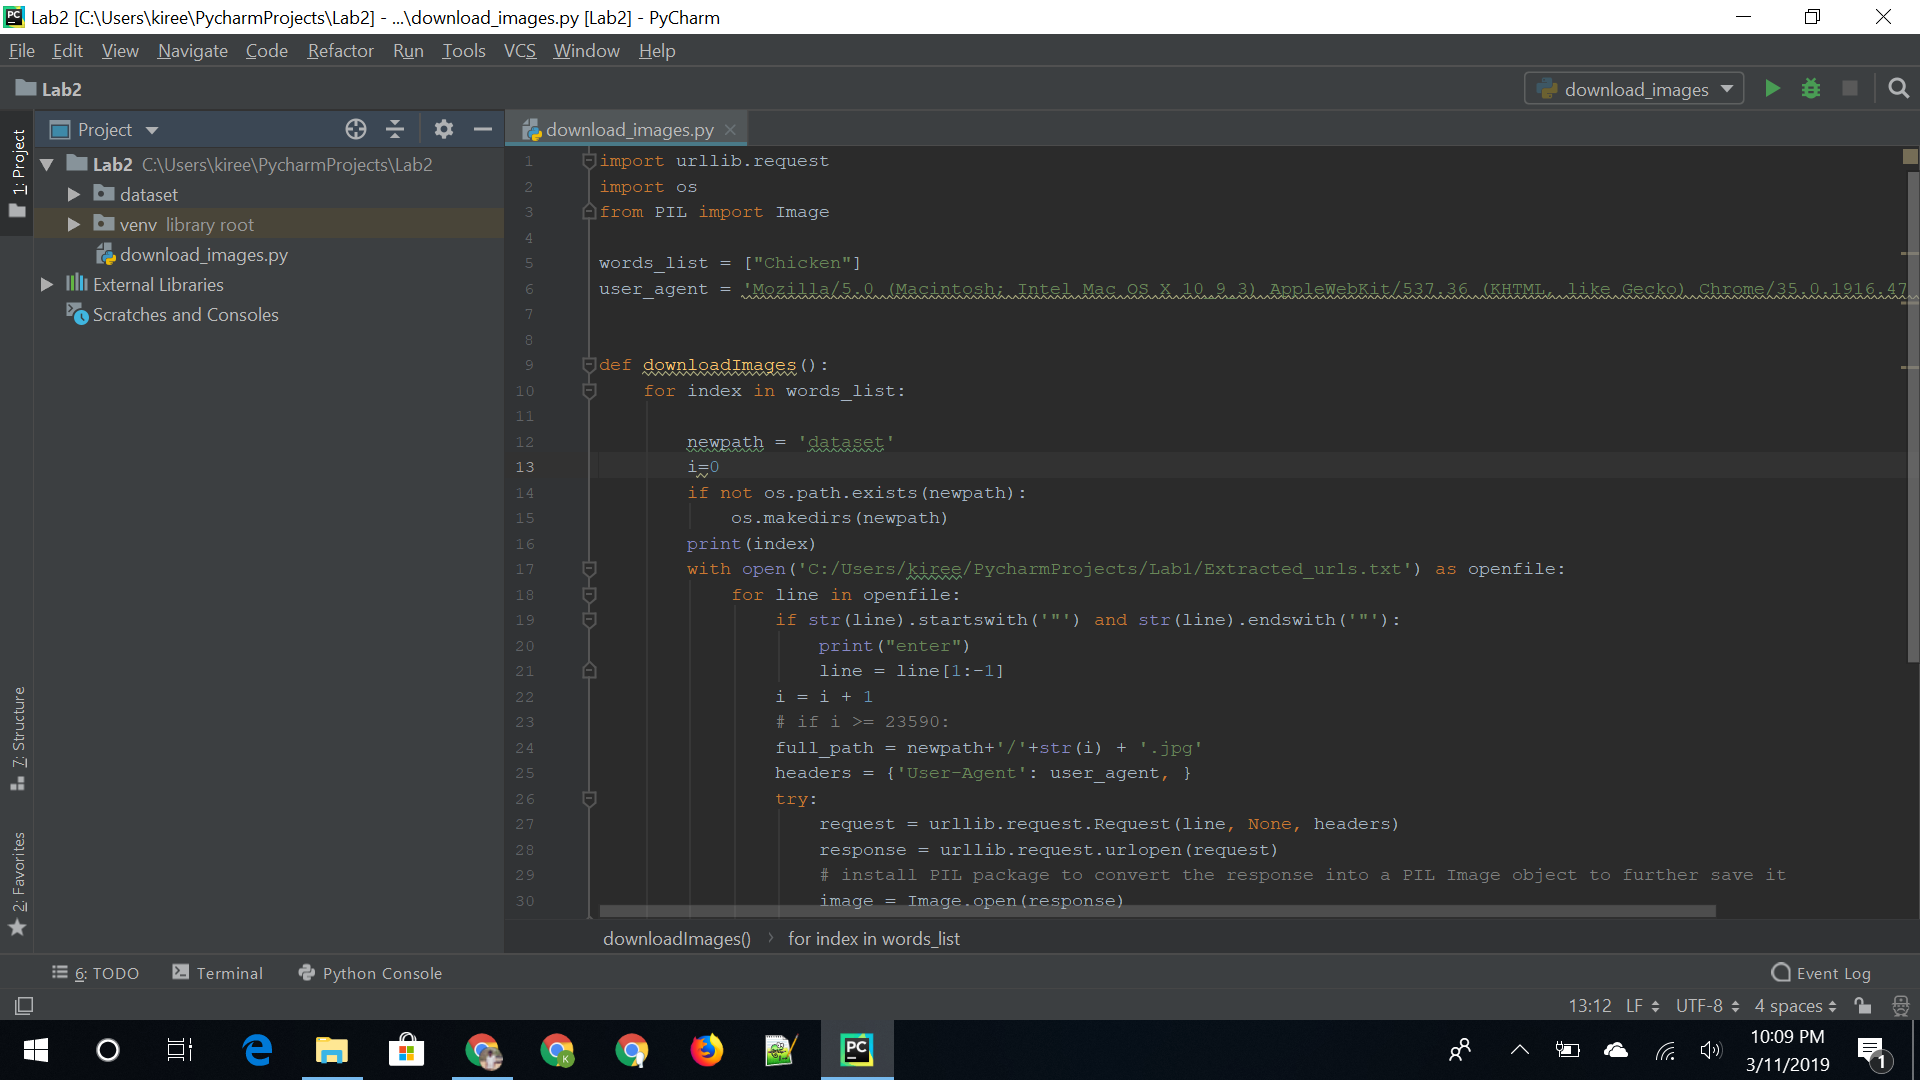 Lab2 [C:\Users\kiree\PycharmProjects\Lab2] - ...\download_images.py [Lab2] - PyCharm
File Edit View Navigate Code Refactor Run Tools VCS Window Help
Lab2
download_images
Project
download_images.py
1: Project
Lab2 C:\Users\kiree\PycharmProjects\Lab2
dataset
venv library root
download_images.py
External Libraries
Scratches and Consoles
7: Structure
2: Favorites
1 import urllib.request
2 import os
3 from PIL import Image
4
5 words_list = ["Chicken"]
6 user_agent = 'Mozilla/5.0 (Macintosh; Intel Mac OS X 10_9_3) AppleWebKit/537.36 (KHTML, like Gecko) Chrome/35.0.1916.47
7
8
9 def downloadImages():
10 for index in words_list:
11
12 newpath = 'dataset'
13 i=0
14 if not os.path.exists(newpath):
15 os.makedirs(newpath)
16 print(index)
17 with open('C:/Users/kiree/PycharmProjects/Lab1/Extracted_urls.txt') as openfile:
18 for line in openfile:
19 if str(line).startswith('"') and str(line).endswith('"'):
20 print("enter")
21 line = line[1:-1]
22 i = i + 1
23 # if i >= 23590:
24 full_path = newpath+'/'+str(i) + '.jpg'
25 headers = {'User-Agent': user_agent, }
26 try:
27 request = urllib.request.Request(line, None, headers)
28 response = urllib.request.urlopen(request)
29 # install PIL package to convert the response into a PIL Image object to further save it
30 image = Image.open(response)
downloadImages() › for index in words_list
6: TODO Terminal Python Console Event Log
13:12 LF UTF-8 4 spaces
K
PC
10:09 PM
3/11/2019
1